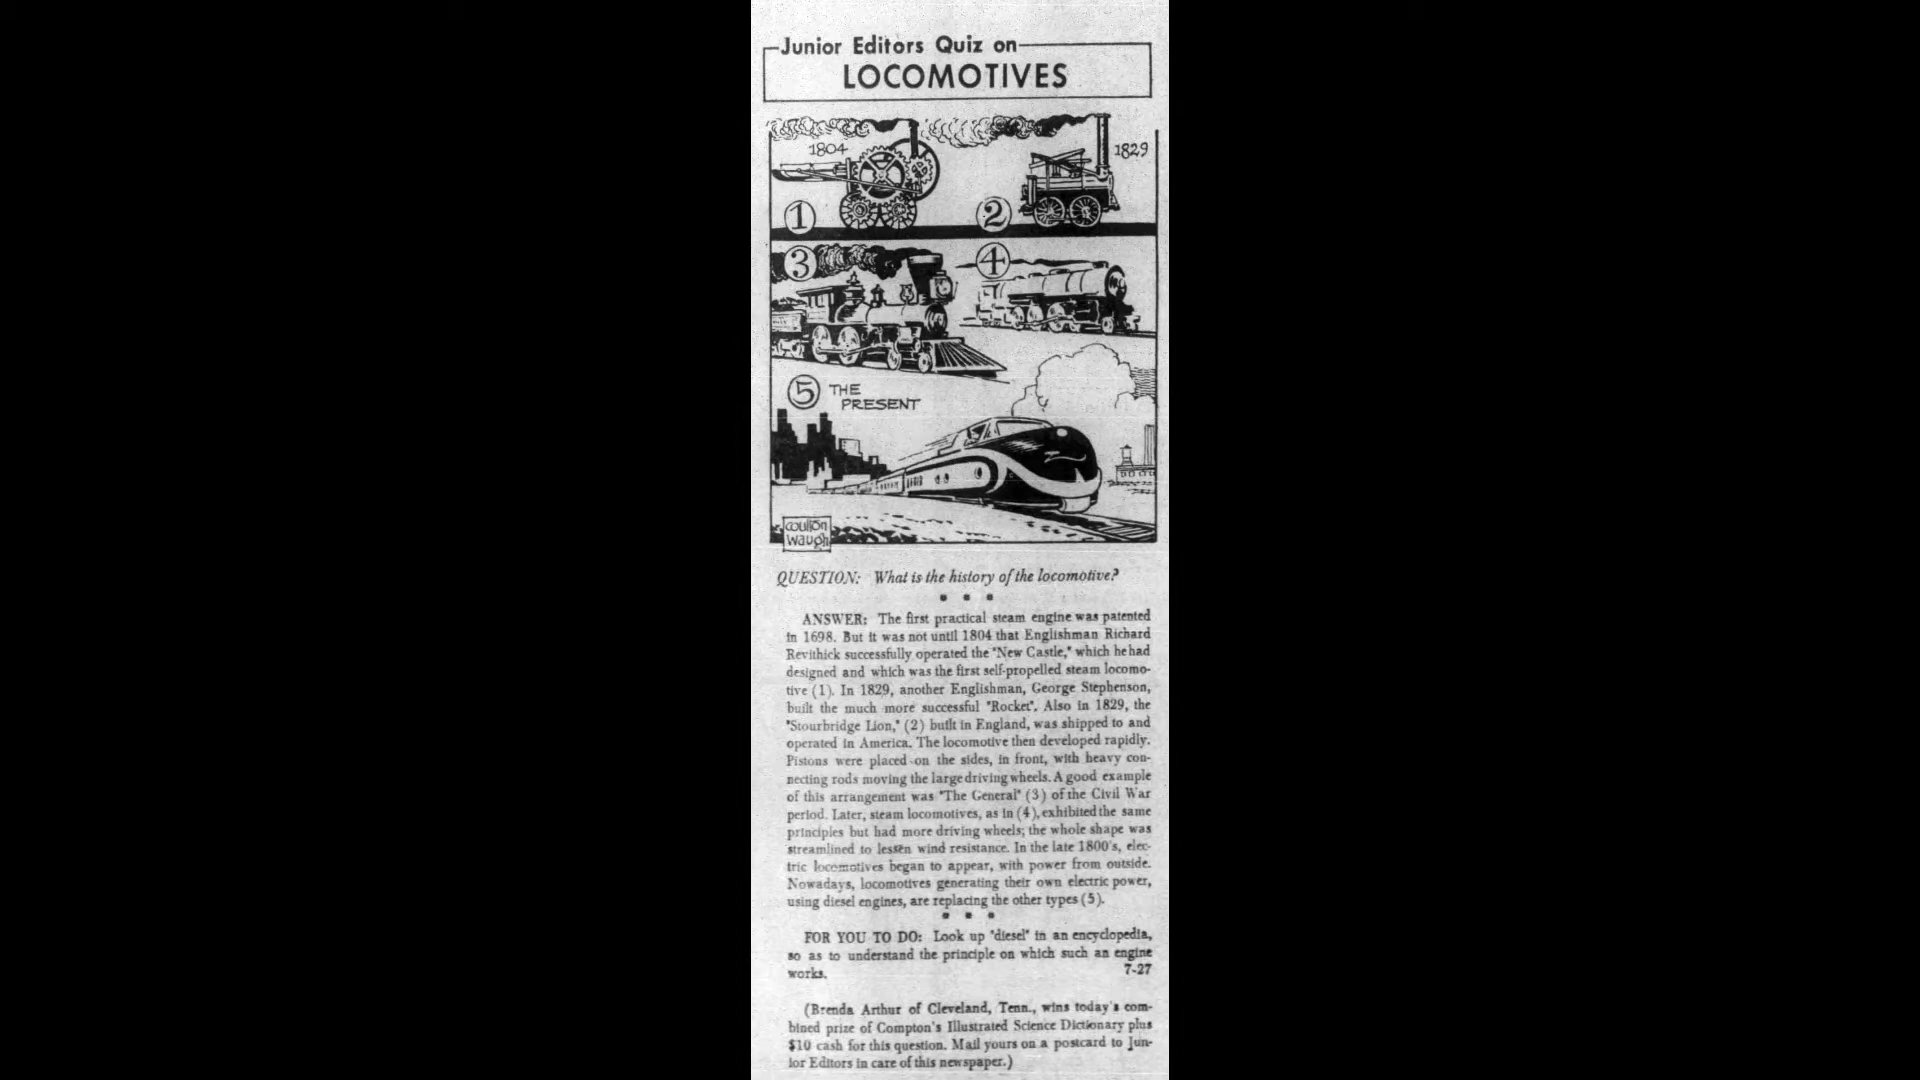 Junior Editors Quiz on
LOCOMOTIVES
1804
1829
1
2
3
4
5 THE
PRESENT
coulton
waugh
QUESTION: What is the history of the locomotive?
ANSWER: The first practical steam engine was patented
in 1698. But it was not until 1804 that Englishman Richard
Revithick successfully operated the "New Castle," which he had
designed and which was the first self-propelled steam locomo-
tive (1). In 1829, another Englishman, George Stephenson,
built the much more successful "Rocket". Also in 1829, the
"Stourbridge Lion," (2) built in England, was shipped to and
operated in America. The locomotive then developed rapidly.
Pistons were placed on the sides, in front, with heavy con-
necting rods moving the large driving wheels. A good example
of this arrangement was "The General" (3) of the Civil War
period. Later, steam locomotives, as in (4), exhibited the same
principles but had more driving wheels; the whole shape was
streamlined to lessen wind resistance. In the late 1800's, elec-
tric locomotives began to appear, with power from outside.
Nowadays, locomotives generating their own electric power,
using diesel engines, are replacing the other types (5).
FOR YOU TO DO: Look up "diesel" in an encyclopedia,
so as to understand the principle on which such an engine
works. 7-27
(Brenda Arthur of Cleveland, Tenn., wins today's com-
bined prize of Compton's Illustrated Science Dictionary plus
$10 cash for this question. Mail yours on a postcard to Jun-
ior Editors in care of this newspaper.)